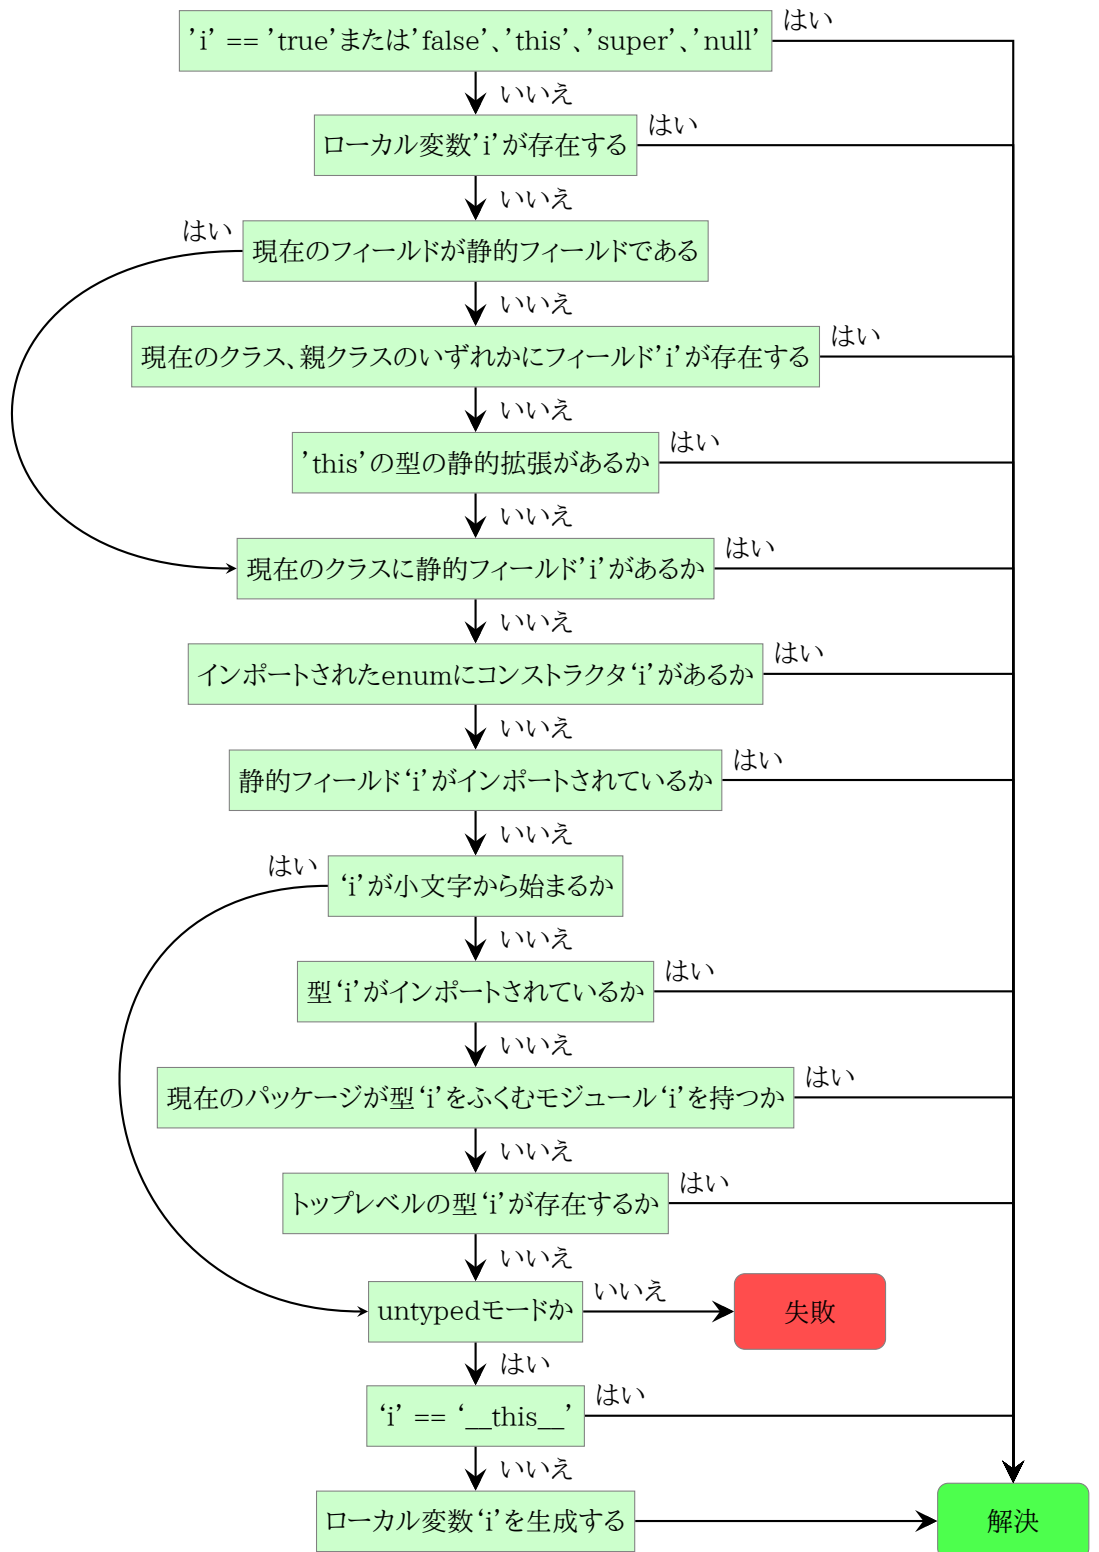 ’i’ == ’true’または’false’、’this’、’super’、’null’
はい
いいえ
ローカル変数’i’が存在する
はい
いいえ
はい
現在のフィールドが静的フィールドである
いいえ
現在のクラス、親クラスのいずれかにフィールド’i’が存在する
はい
いいえ
’this’の型の静的拡張があるか
はい
いいえ
現在のクラスに静的フィールド’i’があるか
はい
いいえ
インポートされたenumにコンストラクタ‘i’があるか
はい
いいえ
静的フィールド‘i’がインポートされているか
はい
いいえ
はい
‘i’が小文字から始まるか
いいえ
型‘i’がインポートされているか
はい
いいえ
現在のパッケージが型‘i’をふくむモジュール‘i’を持つか
はい
いいえ
トップレベルの型‘i’が存在するか
はい
いいえ
untypedモードか
いいえ
失敗
はい
‘i’ == ‘__this__’
はい
いいえ
ローカル変数‘i’を生成する
解決